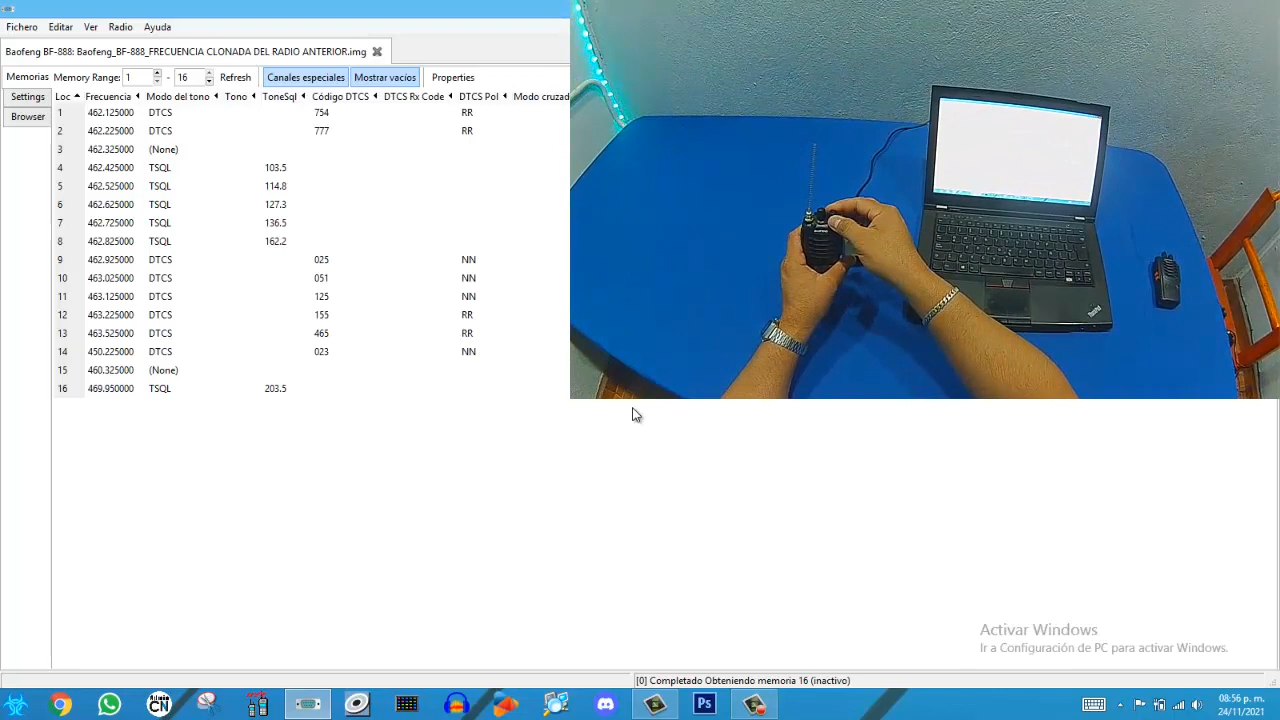 Fichero Editar Ver Radio Ayuda
Baofeng BF-888: Baofeng_BF-888_FRECUENCIA CLONADA DEL RADIO ANTERIOR.img
Memorias Memory Range: 1 - 16 Refresh Canales especiales Mostrar vacíos Properties
Settings
Browser
Loc Frecuencia Modo del tono Tono ToneSql Código DTCS DTCS Rx Code DTCS Pol Modo cruzad
1 462.125000 DTCS 754 RR
2 462.225000 DTCS 777 RR
3 462.325000 (None)
4 462.425000 TSQL 103.5
5 462.525000 TSQL 114.8
6 462.625000 TSQL 127.3
7 462.725000 TSQL 136.5
8 462.825000 TSQL 162.2
9 462.925000 DTCS 025 NN
10 463.025000 DTCS 051 NN
11 463.125000 DTCS 125 NN
12 463.225000 DTCS 155 RR
13 463.525000 DTCS 465 RR
14 450.225000 DTCS 023 NN
15 460.325000 (None)
16 469.950000 TSQL 203.5
ThinkPad
Activar Windows
Ir a Configuración de PC para activar Windows.
[0] Completado Obteniendo memoria 16 (inactivo)
CN
Ps
08:56 p. m.
24/11/2021